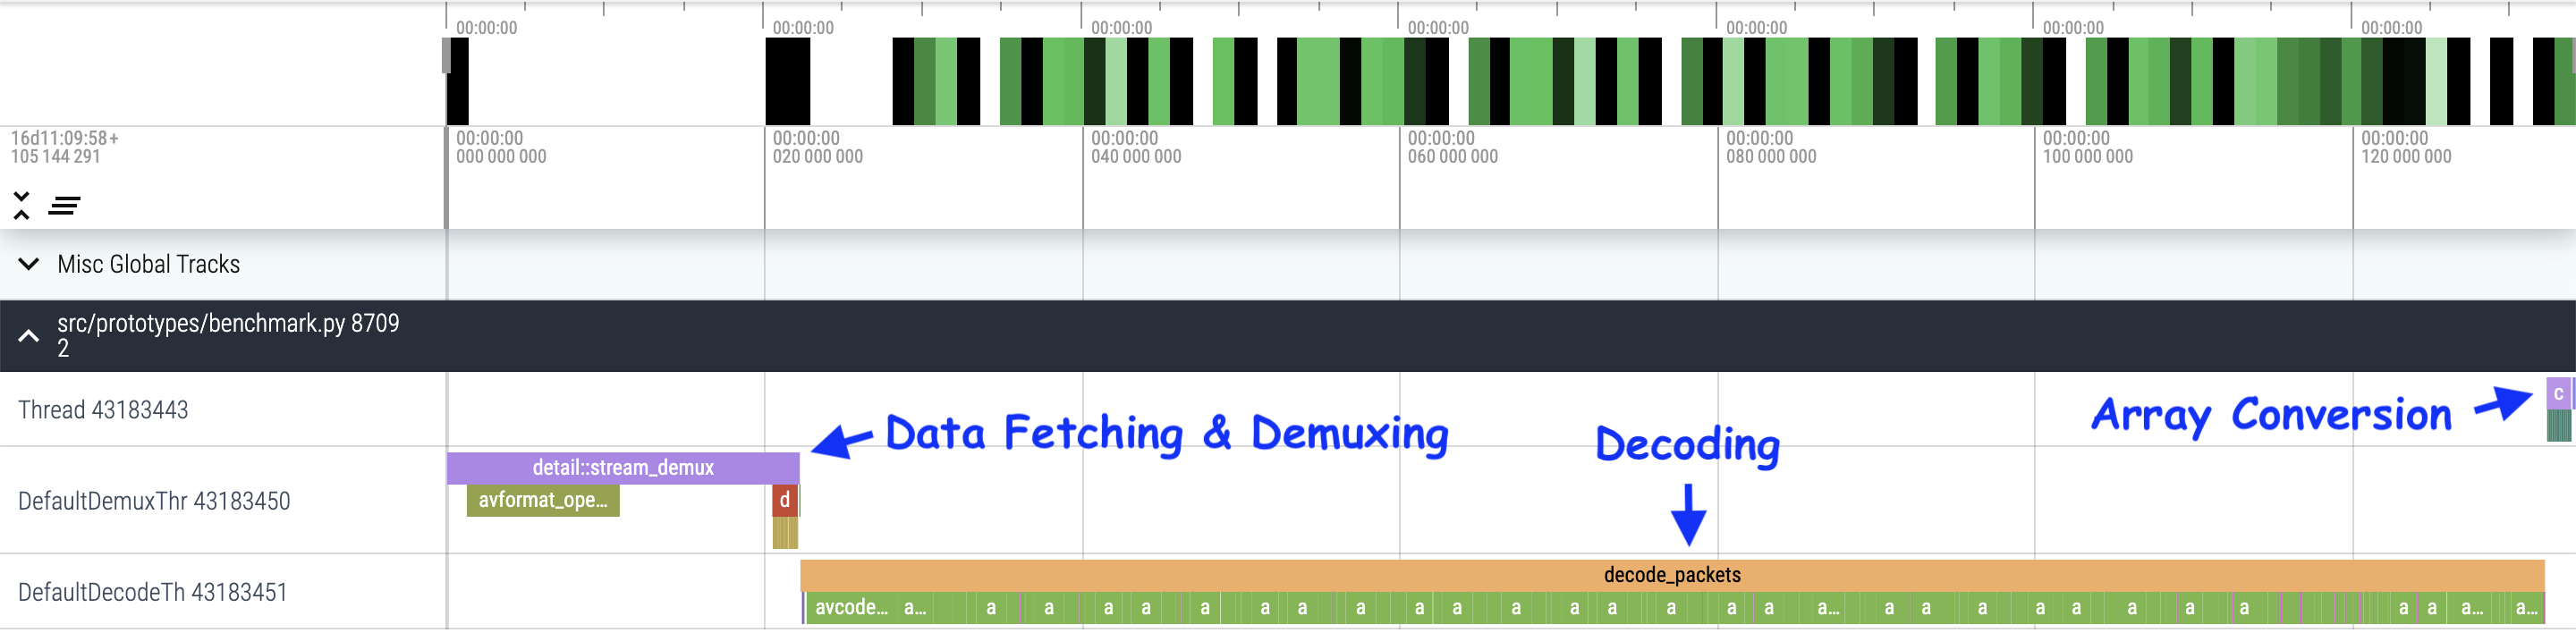 00:00:00 00:00:00 00:00:00 00:00:00 00:00:00 00:00:00 00:00:00
16d11:09:58+ 00:00:00 00:00:00 00:00:00 00:00:00 00:00:00 00:00:00 00:00:00
105 144 291 000 000 000 020 000 000 040 000 000 060 000 000 080 000 000 100 000 000 120 000 000
Misc Global Tracks
src/prototypes/benchmark.py 8709
2
Thread 43183443
c
Array Conversion
Data Fetching & Demuxing
Decoding
detail::stream_demux
DefaultDemuxThr 43183450
avformat_ope...
d
decode_packets
DefaultDecodeTh 43183451
avcode... a... a a a a a a a a a a a a a a a a a... a a a a a a a a a a a... a...